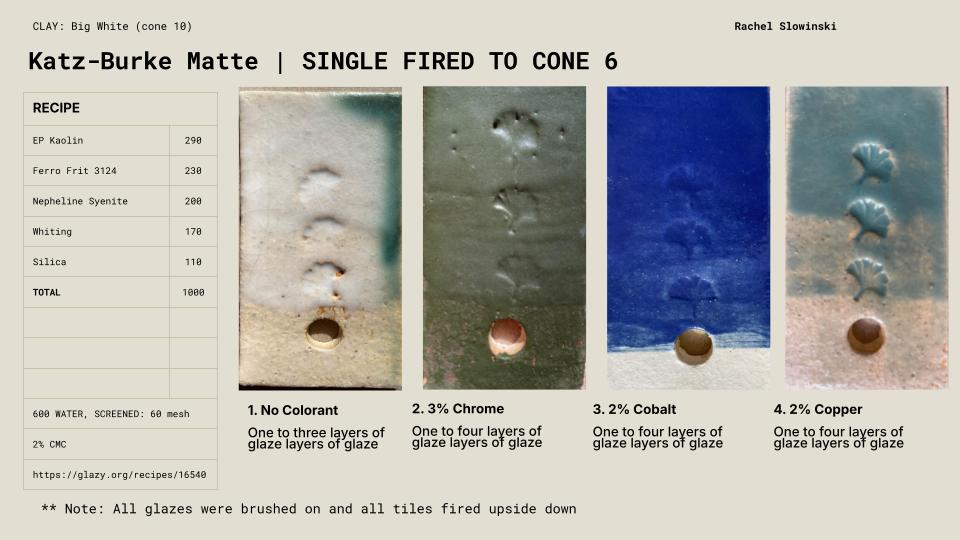 CLAY: Big White (cone 10)
Rachel Slowinski
Katz-Burke Matte | SINGLE FIRED TO CONE 6
RECIPE
EP Kaolin 290
Ferro Frit 3124 230
Nepheline Syenite 200
Whiting 170
Silica 110
TOTAL 1000
600 WATER, SCREENED: 60 mesh
2% CMC
https://glazy.org/recipes/16540
1. No Colorant
One to three layers of
glaze layers of glaze
2. 3% Chrome
One to four layers of
glaze layers of glaze
3. 2% Cobalt
One to four layers of
glaze layers of glaze
4. 2% Copper
One to four layers of
glaze layers of glaze
** Note: All glazes were brushed on and all tiles fired upside down